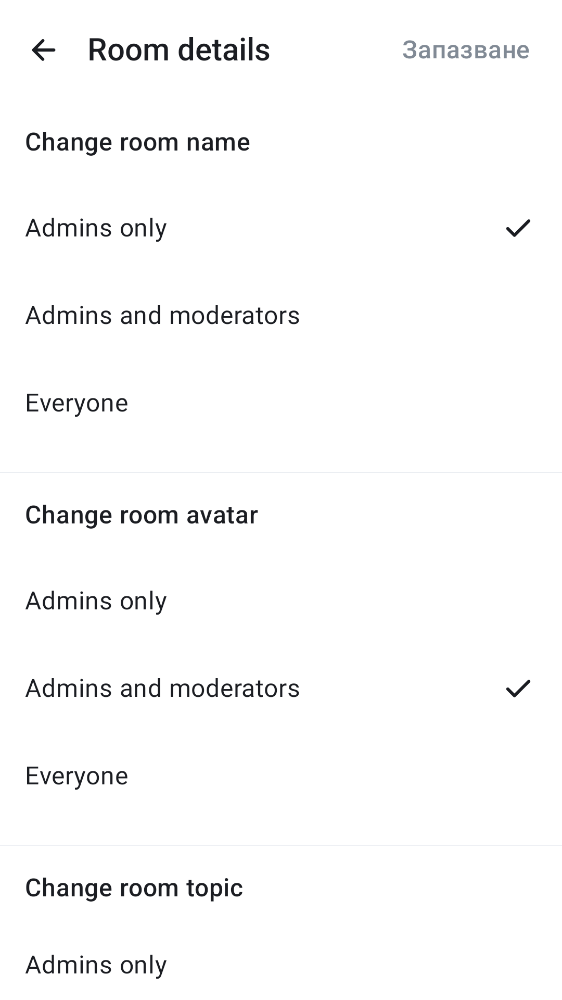 Room details Запазване
Change room name
Admins only
Admins and moderators
Everyone
Change room avatar
Admins only
Admins and moderators
Everyone
Change room topic
Admins only